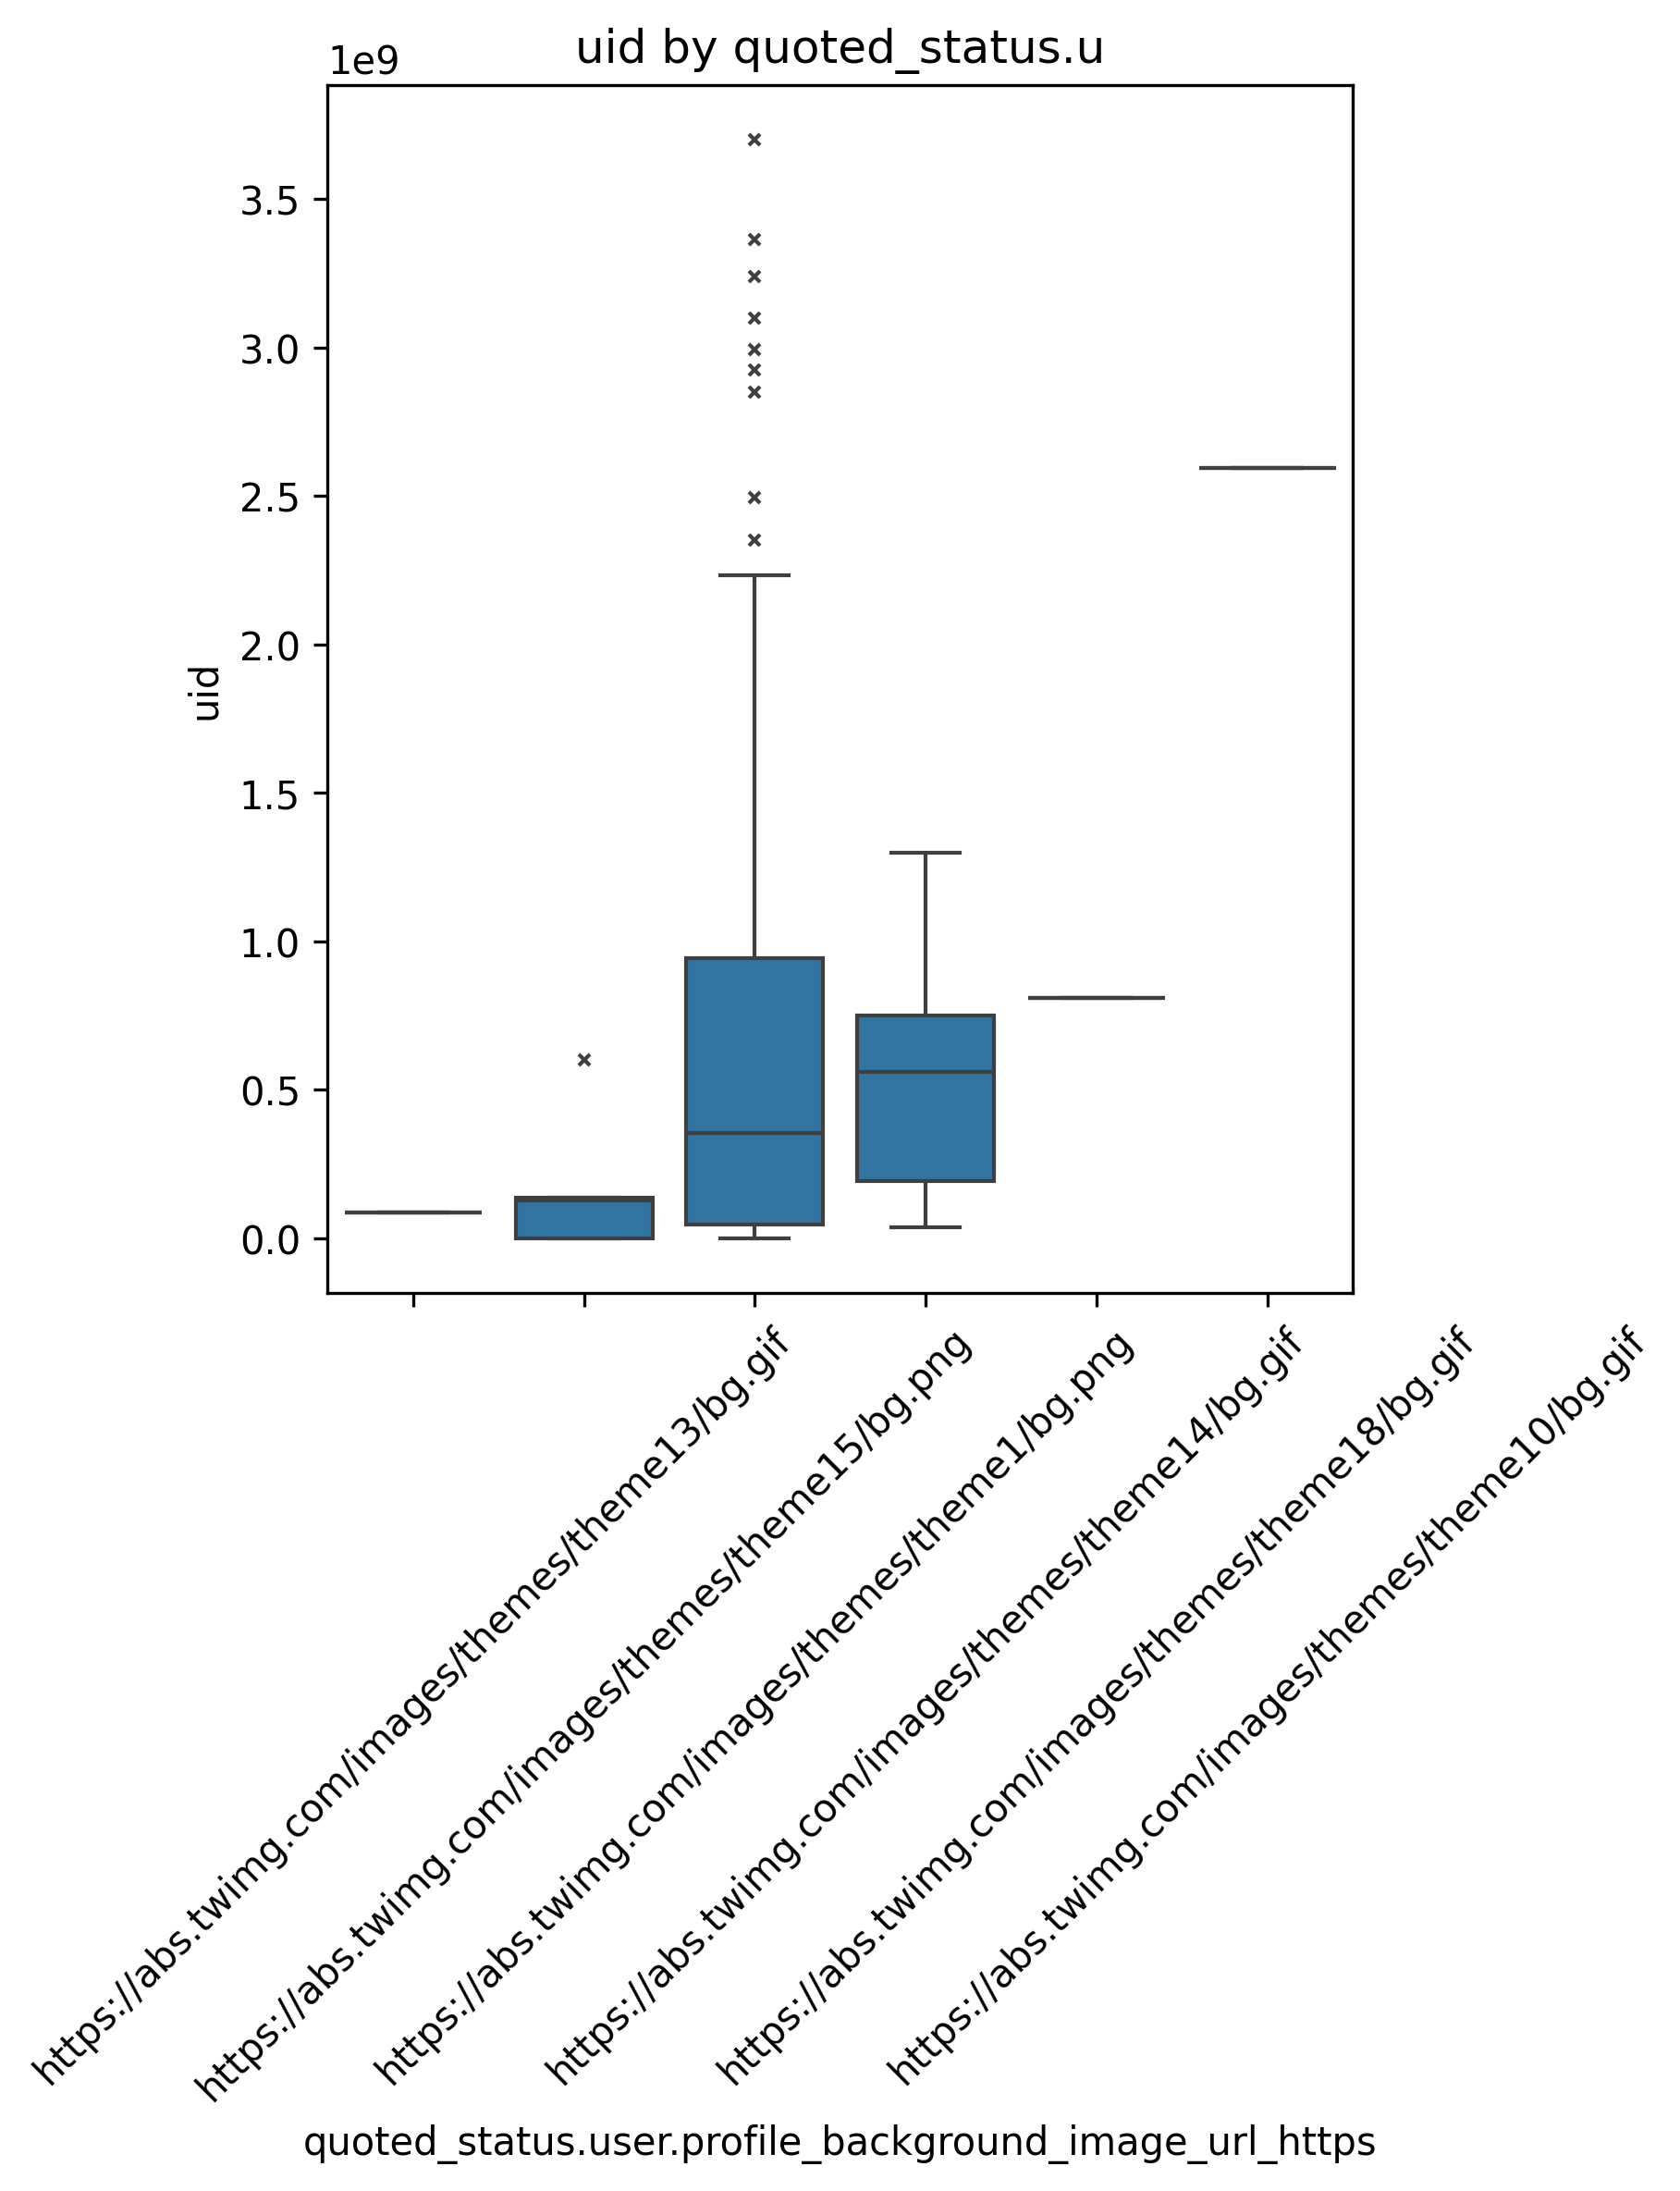 uid by quoted_status.u
1e9
3.5
3.0
2.5
2.0
1.5
1.0
0.5
0.0
uid
https://abs.twimg.com/images/themes/theme13/bg.gif
https://abs.twimg.com/images/themes/theme15/bg.png
https://abs.twimg.com/images/themes/theme1/bg.png
https://abs.twimg.com/images/themes/theme14/bg.gif
https://abs.twimg.com/images/themes/theme18/bg.gif
https://abs.twimg.com/images/themes/theme10/bg.gif
quoted_status.user.profile_background_image_url_https